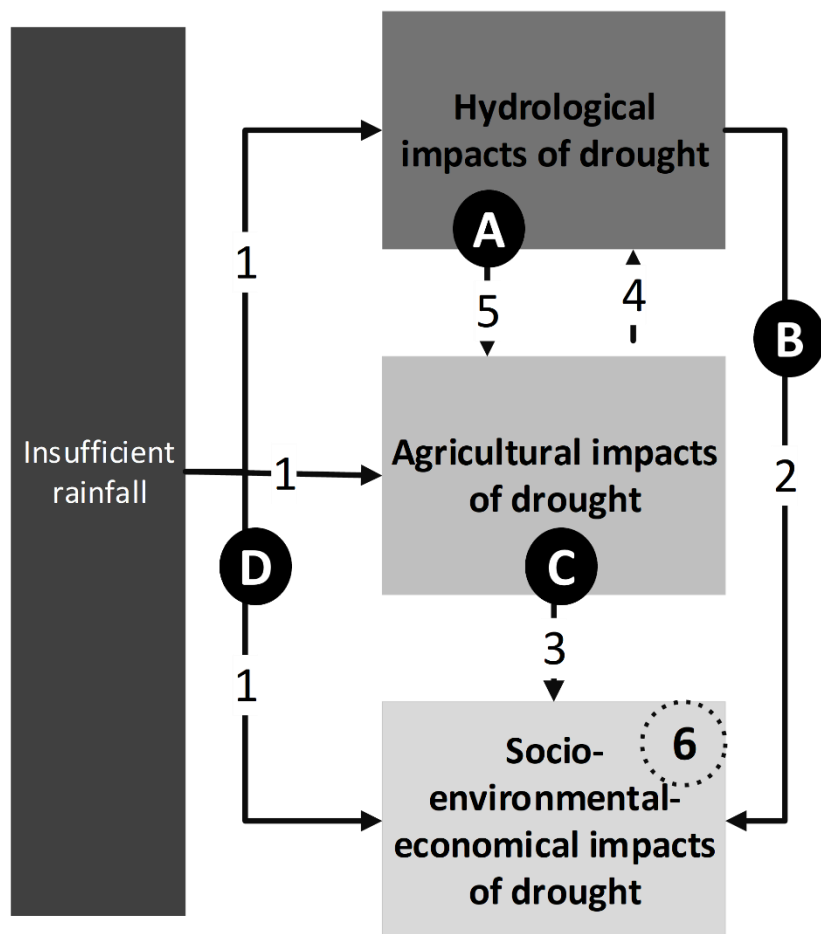 Hydrological
impacts of drought
A
1
5
4
B
Insufficient
rainfall
1
Agricultural impacts
of drought
2
D
C
3
1
6
Socio-
environmental-
economical impacts
of drought